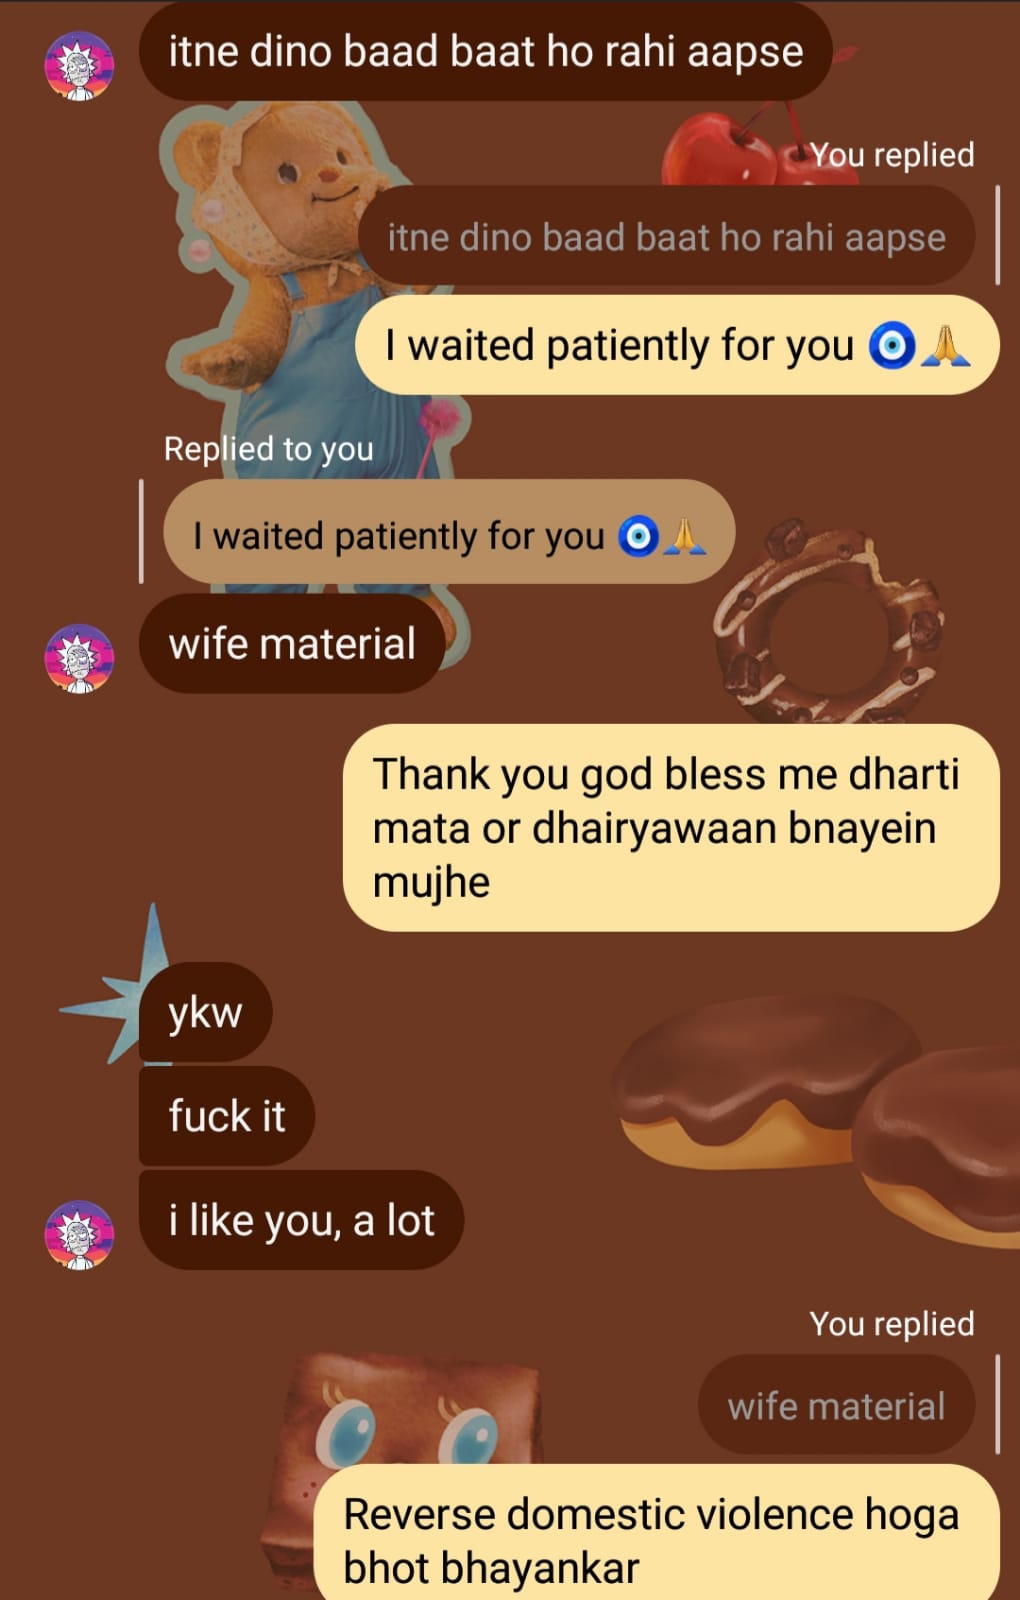 itne dino baad baat ho rahi aapse
You replied
itne dino baad baat ho rahi aapse
I waited patiently for you 🧿🙏
Replied to you
I waited patiently for you 🧿🙏
wife material
Thank you god bless me dharti
mata or dhairyawaan bnayein
mujhe
ykw
fuck it
i like you, a lot
You replied
wife material
Reverse domestic violence hoga
bhot bhayankar